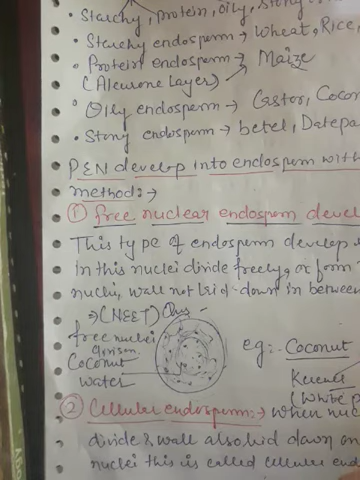 • Starchy, protein, oily, Stony
• Starchy endosperm → Wheat, Rice,
• Protein endosperm → Maize
(Aleurone Layer)
• Oily endosperm → Castor, Cocon
• Stony endosperm → betel, Datepa
PEN develop into endosperm with
method:→
① free nuclear endosperm devel
This type of endosperm develop
In this nuclei divide freely, & form
nuclei, wall not laid-down in between
→ (NEET) Ques -
free nuclei
division.
Coconut
water
eg:- Coconut
Kernel
(White p
② Cellular endosperm:→ when nuc
divide & wall also laid down on
nuclei this is called cellular end